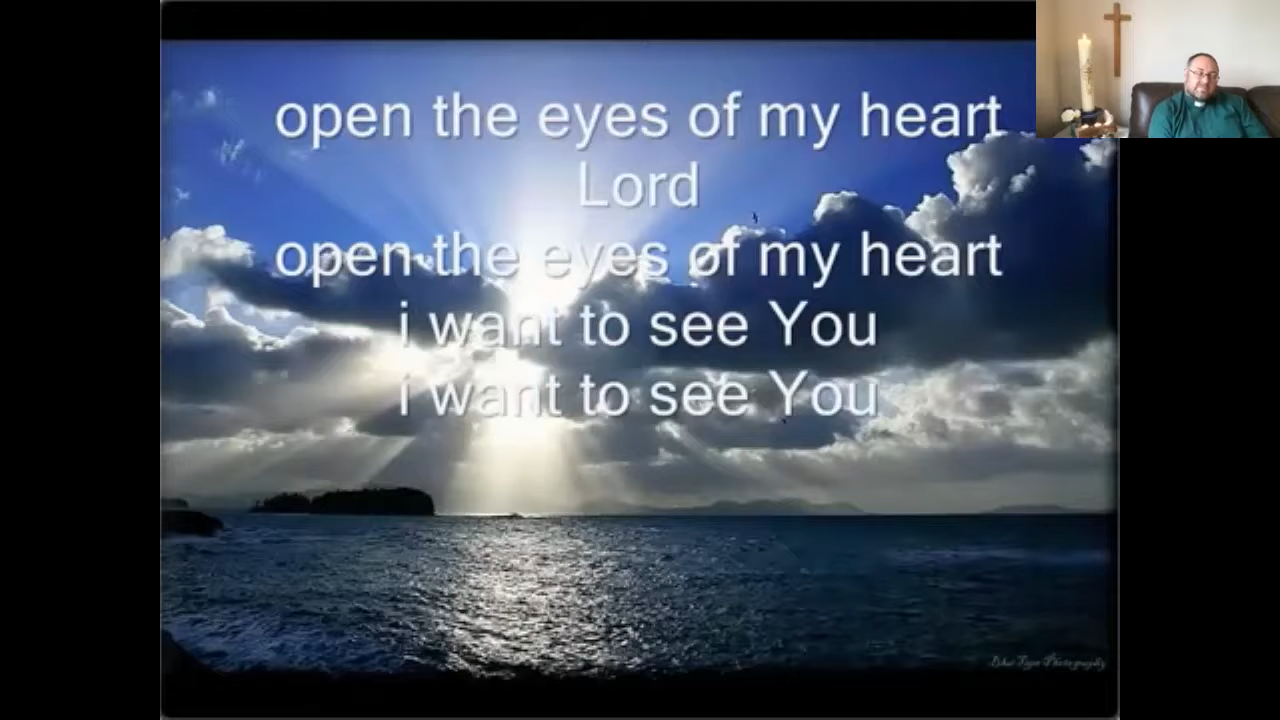 open the eyes of my heart
Lord
open the eyes of my heart
i want to see You
i want to see You